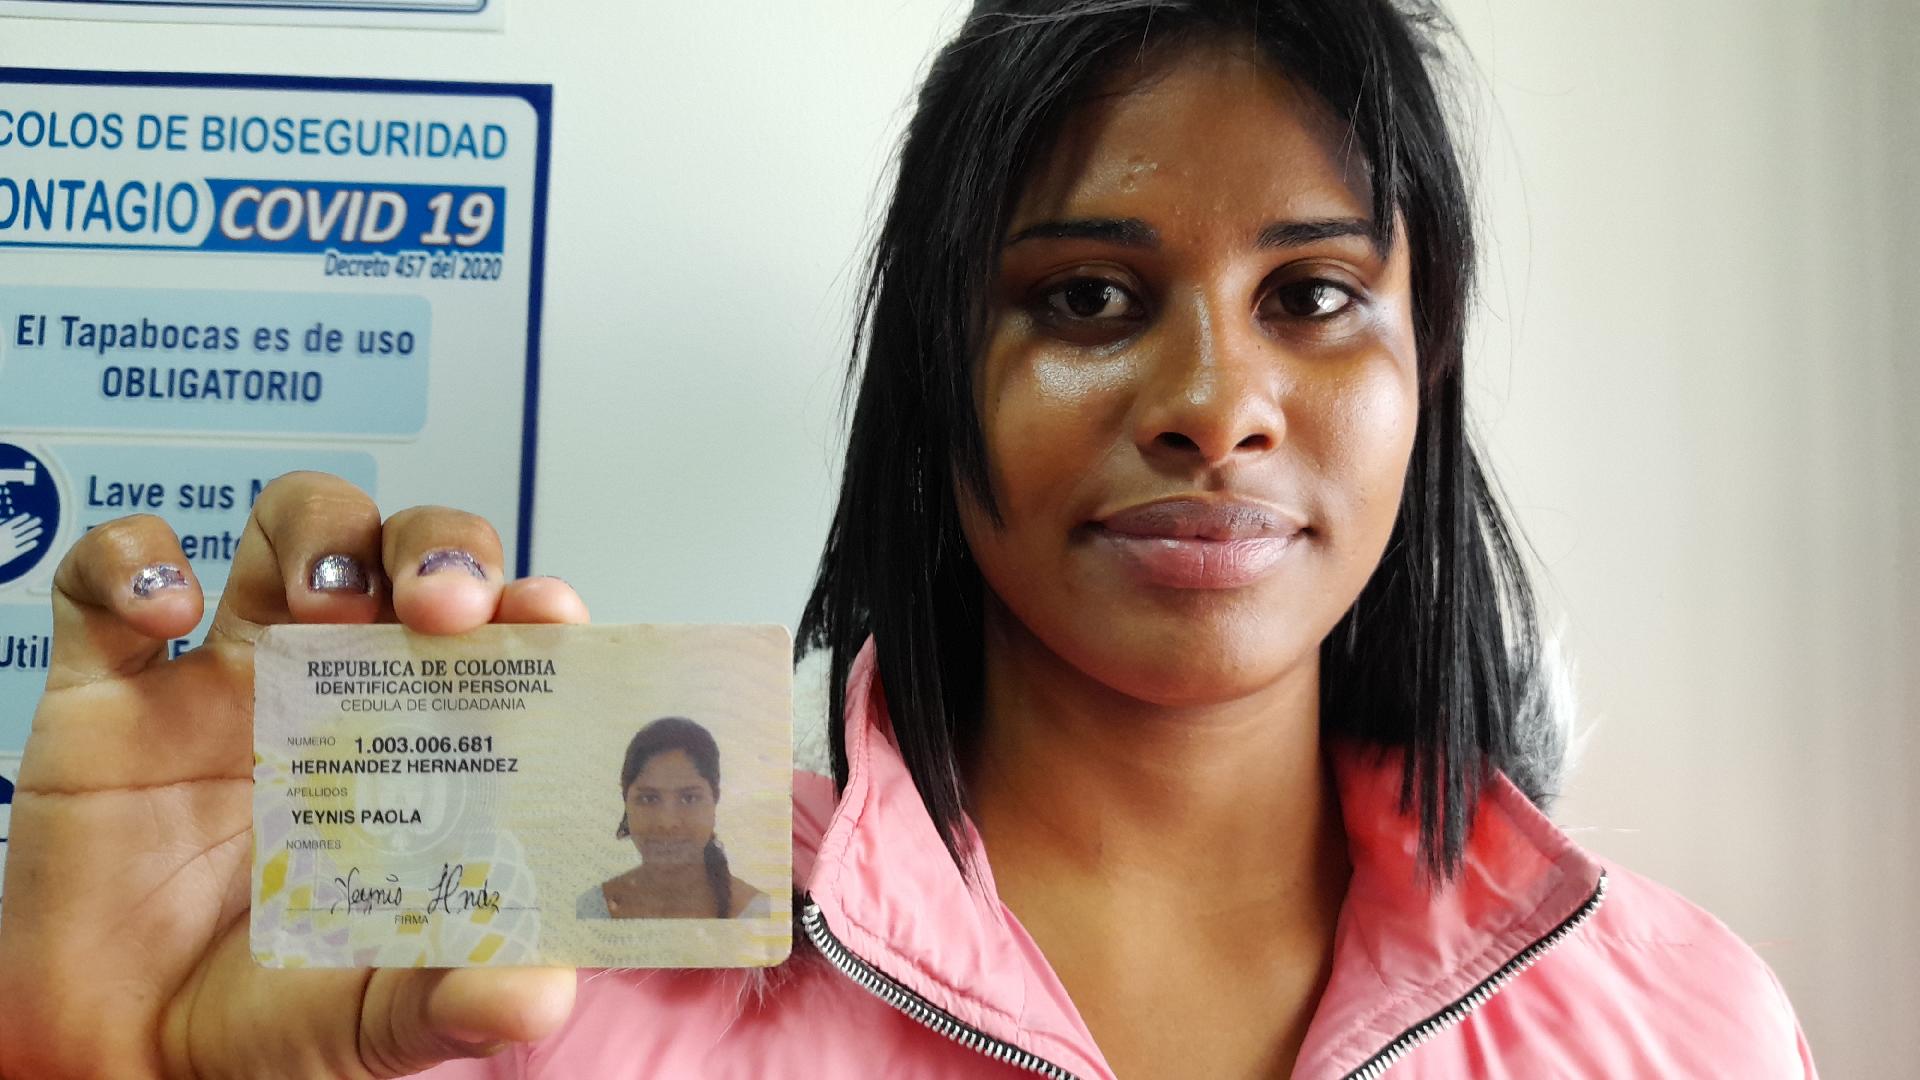 COLOS DE BIOSEGURIDAD
ONTAGIO COVID 19
Decreto 457 del 2020
El Tapabocas es de uso
OBLIGATORIO
Lave sus
REPUBLICA DE COLOMBIA
IDENTIFICACION PERSONAL
CEDULA DE CIUDADANIA
NUMERO 1.003.006.681
HERNANDEZ HERNANDEZ
APELLIDOS
YEYNIS PAOLA
NOMBRES
Yeynis Hndz
FIRMA